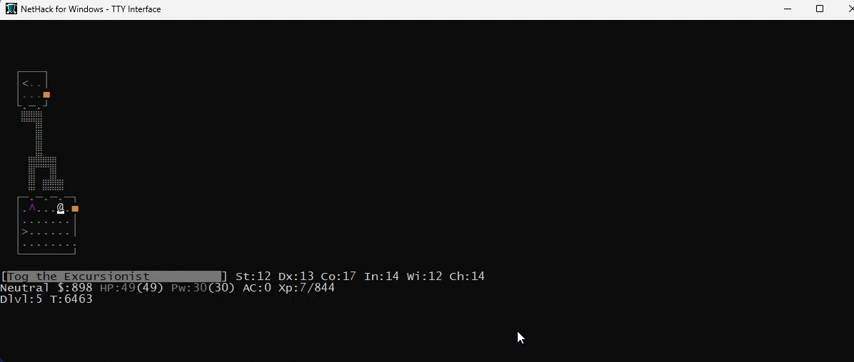 NetHack for Windows - TTY Interface
<..
...
.^...@.
.......
>......
........
[Tog the Excursionist] St:12 Dx:13 Co:17 In:14 Wi:12 Ch:14
Neutral $:898 HP:49(49) Pw:30(30) AC:0 Xp:7/844
Dlvl:5 T:6463